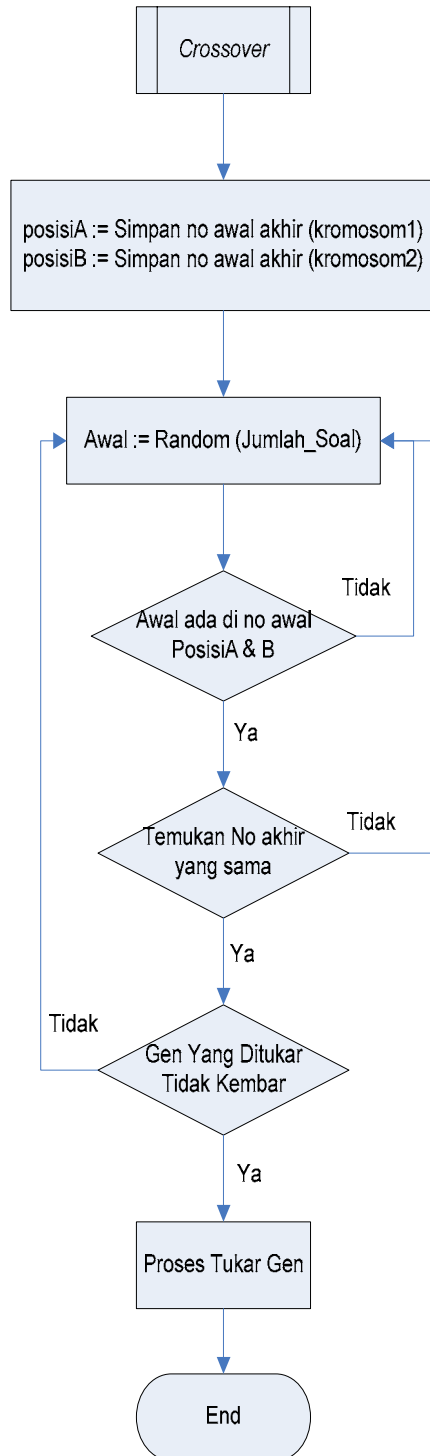 Crossover
posisiA := Simpan no awal akhir (kromosom1)
posisiB := Simpan no awal akhir (kromosom2)
Awal := Random (Jumlah_Soal)
Tidak
Awal ada di no awal
PosisiA & B
Ya
Tidak
Temukan No akhir
yang sama
Ya
Tidak
Gen Yang Ditukar
Tidak Kembar
Ya
Proses Tukar Gen
End